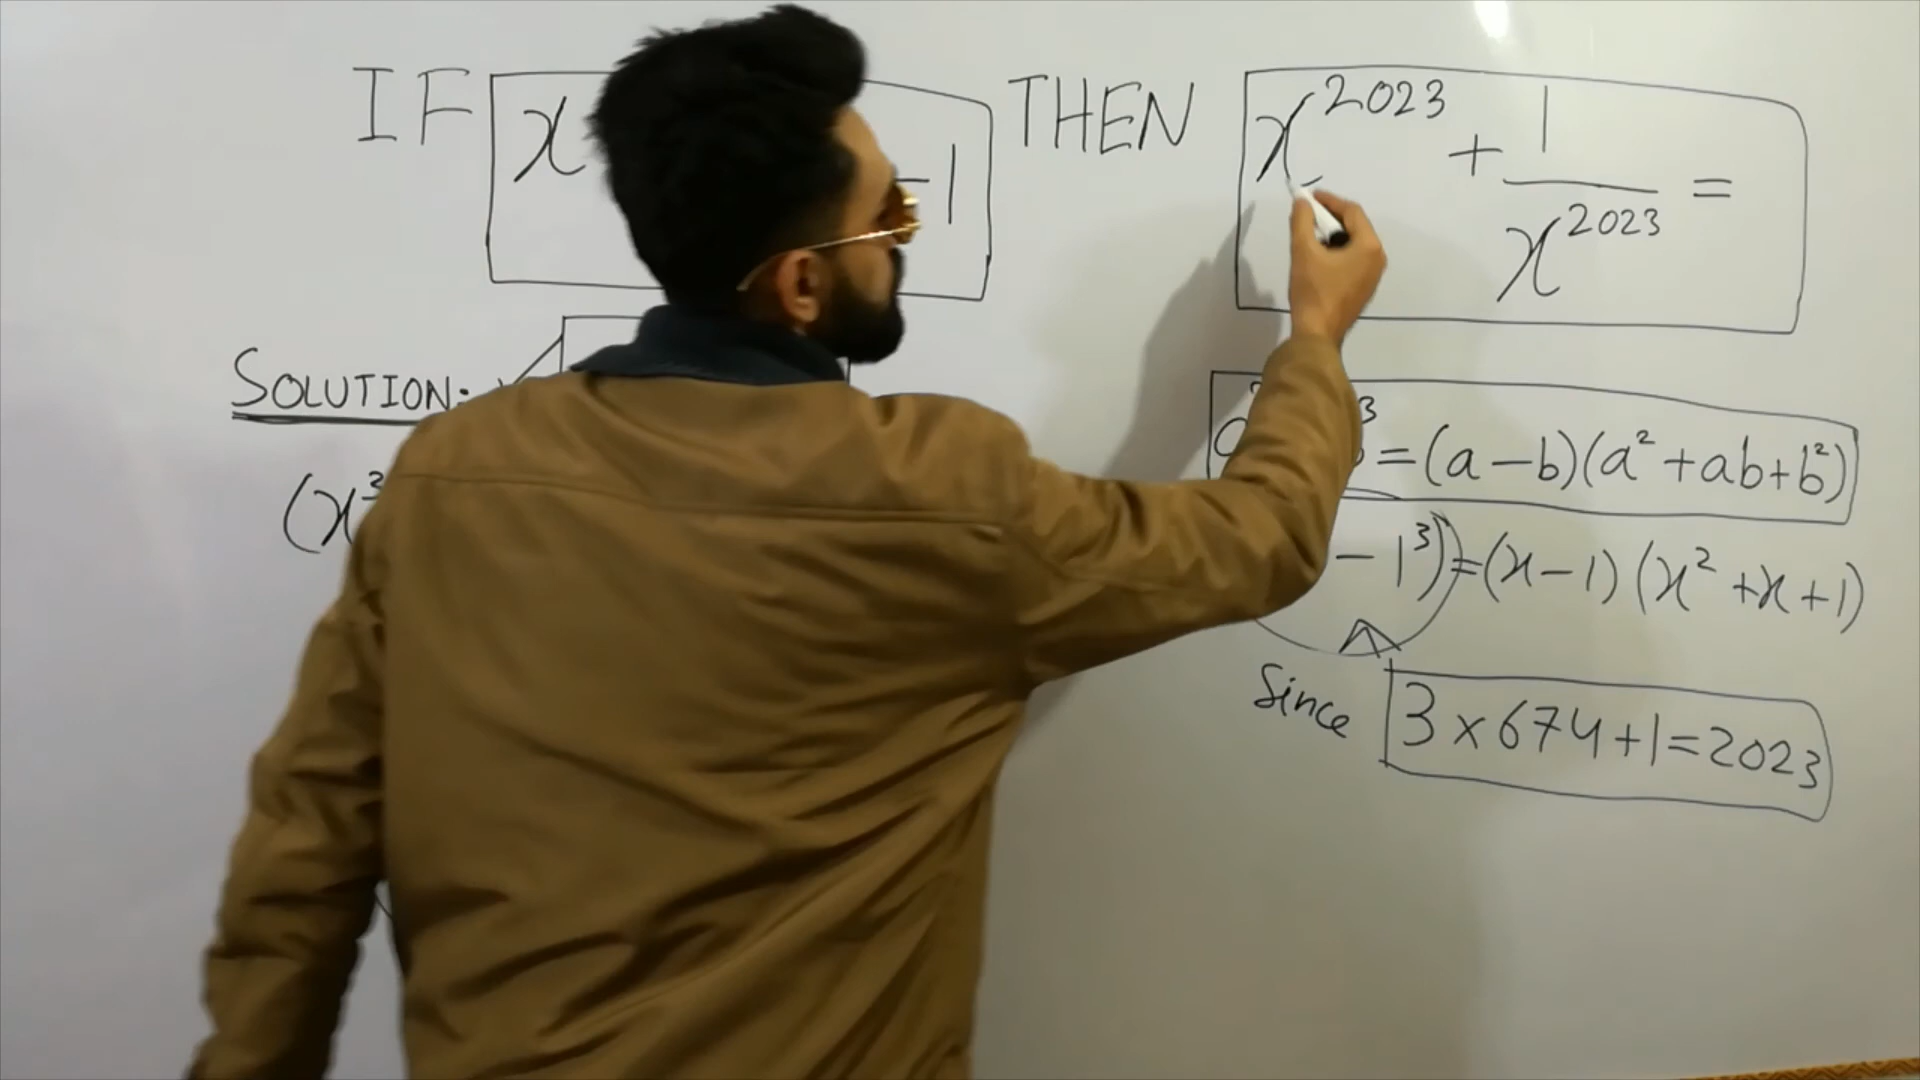 IF x –1 THEN x^2023 + 1/x^2023 =
SOLUTION:
³ = (a – b)(a² + ab + b²)
(x³ – 1³) = (x – 1) (x² + x + 1)
Since 3 × 674 + 1 = 2023